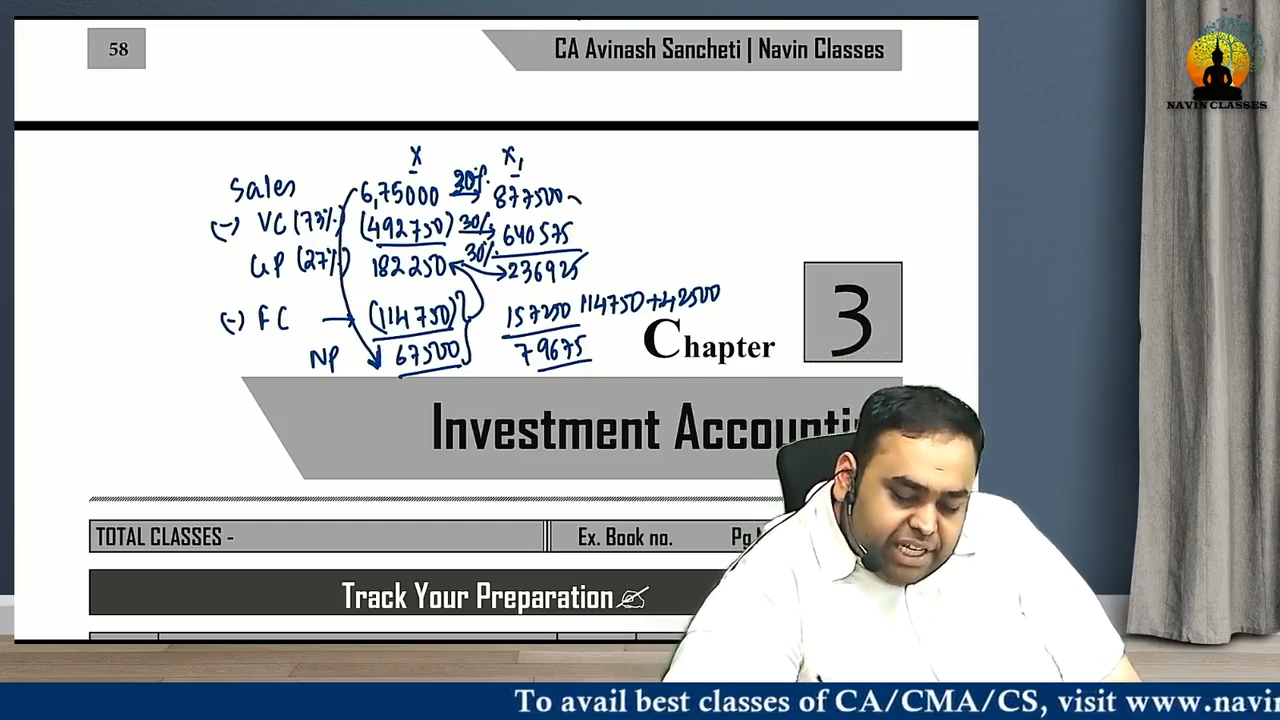 58
CA Avinash Sancheti | Navin Classes
NAVIN CLASSES
X X1
Sales 6,75000 30% 877500
(-) VC (73%) (492750) 30% 640575
GP (27%) 182250 30% 236925
(-) FC (114750) 157250 114750+42500
NP 67500 79675
Chapter 3
Investment Accounti
TOTAL CLASSES -
Ex. Book no.
Track Your Preparation
To avail best classes of CA/CMA/CS, visit www.navin